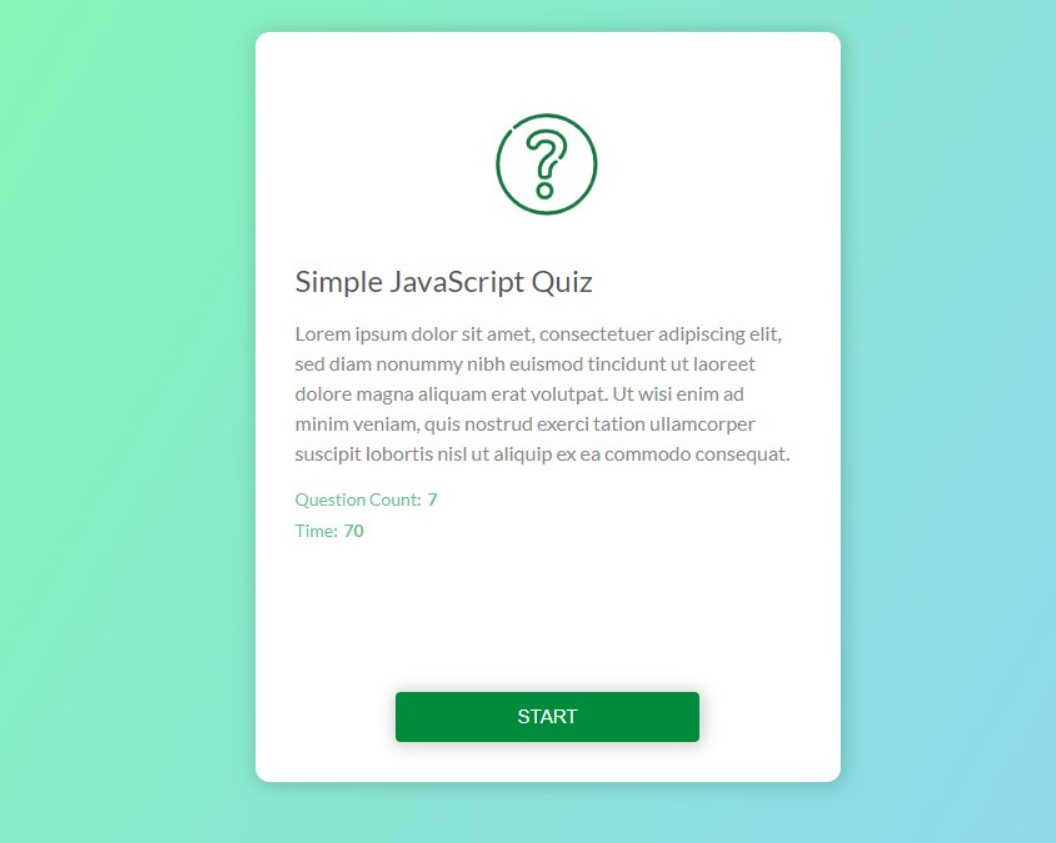 Simple JavaScript Quiz
Lorem ipsum dolor sit amet, consectetuer adipiscing elit,
sed diam nonummy nibh euismod tincidunt ut laoreet
dolore magna aliquam erat volutpat. Ut wisi enim ad
minim veniam, quis nostrud exerci tation ullamcorper
suscipit lobortis nisl ut aliquip ex ea commodo consequat.
Question Count: 7
Time: 70
START